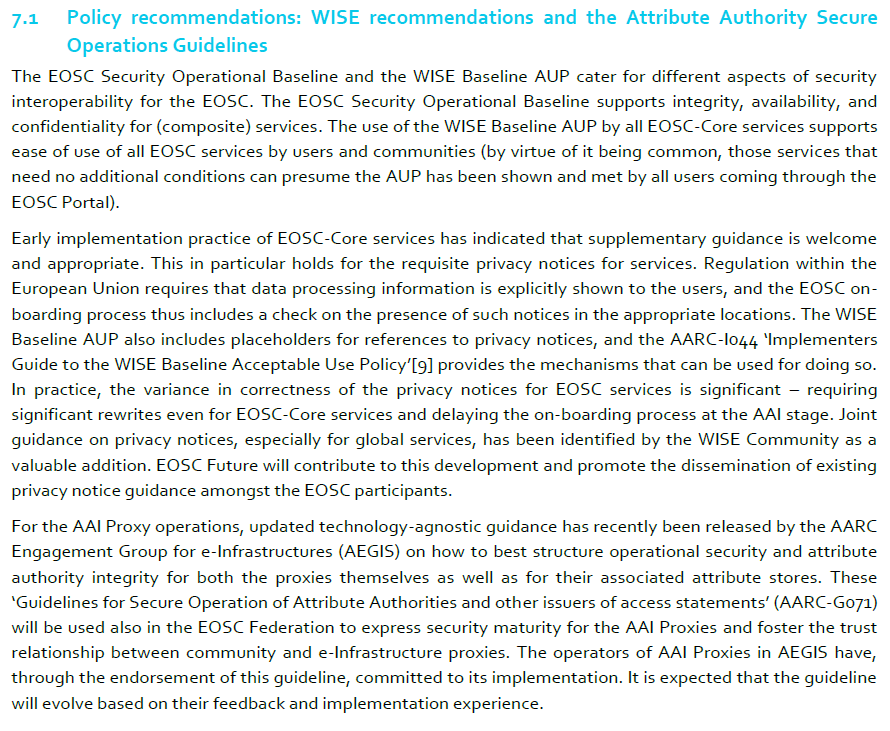 7.1 Policy recommendations: WISE recommendations and the Attribute Authority Secure
Operations Guidelines
The EOSC Security Operational Baseline and the WISE Baseline AUP cater for different aspects of security
interoperability for the EOSC. The EOSC Security Operational Baseline supports integrity, availability, and
confidentiality for (composite) services. The use of the WISE Baseline AUP by all EOSC-Core services supports
ease of use of all EOSC services by users and communities (by virtue of it being common, those services that
need no additional conditions can presume the AUP has been shown and met by all users coming through the
EOSC Portal).
Early implementation practice of EOSC-Core services has indicated that supplementary guidance is welcome
and appropriate. This in particular holds for the requisite privacy notices for services. Regulation within the
European Union requires that data processing information is explicitly shown to the users, and the EOSC on-
boarding process thus includes a check on the presence of such notices in the appropriate locations. The WISE
Baseline AUP also includes placeholders for references to privacy notices, and the AARC-I044 ‘Implementers
Guide to the WISE Baseline Acceptable Use Policy’[9] provides the mechanisms that can be used for doing so.
In practice, the variance in correctness of the privacy notices for EOSC services is significant – requiring
significant rewrites even for EOSC-Core services and delaying the on-boarding process at the AAI stage. Joint
guidance on privacy notices, especially for global services, has been identified by the WISE Community as a
valuable addition. EOSC Future will contribute to this development and promote the dissemination of existing
privacy notice guidance amongst the EOSC participants.
For the AAI Proxy operations, updated technology-agnostic guidance has recently been released by the AARC
Engagement Group for e-Infrastructures (AEGIS) on how to best structure operational security and attribute
authority integrity for both the proxies themselves as well as for their associated attribute stores. These
‘Guidelines for Secure Operation of Attribute Authorities and other issuers of access statements’ (AARC-G071)
will be used also in the EOSC Federation to express security maturity for the AAI Proxies and foster the trust
relationship between community and e-Infrastructure proxies. The operators of AAI Proxies in AEGIS have,
through the endorsement of this guideline, committed to its implementation. It is expected that the guideline
will evolve based on their feedback and implementation experience.